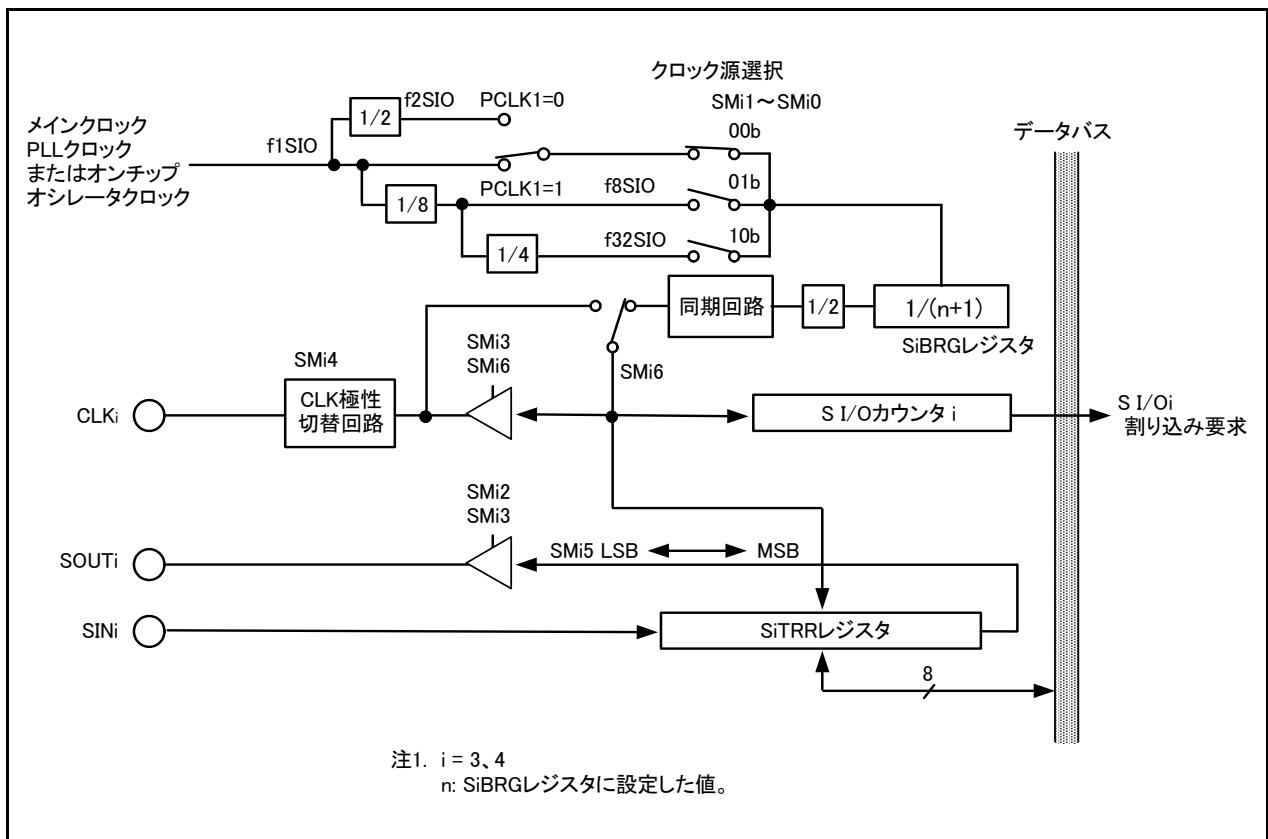 クロック源選択
SMi1～SMi0
メインクロック
PLLクロック
またはオンチップ
オシレータクロック
f1SIO
1/2
f2SIO
PCLK1=0
PCLK1=1
00b
1/8
f8SIO
01b
1/4
f32SIO
10b
データバス
同期回路
1/2
1/(n+1)
SiBRGレジスタ
SMi6
SMi4
SMi3
SMi6
CLKi
CLK極性
切替回路
S I/Oカウンタ i
S I/Oi
割り込み要求
SMi2
SMi3
SOUTi
SMi5 LSB
MSB
SINi
SiTRRレジスタ
8
注1. i = 3、4
n: SiBRGレジスタに設定した値。